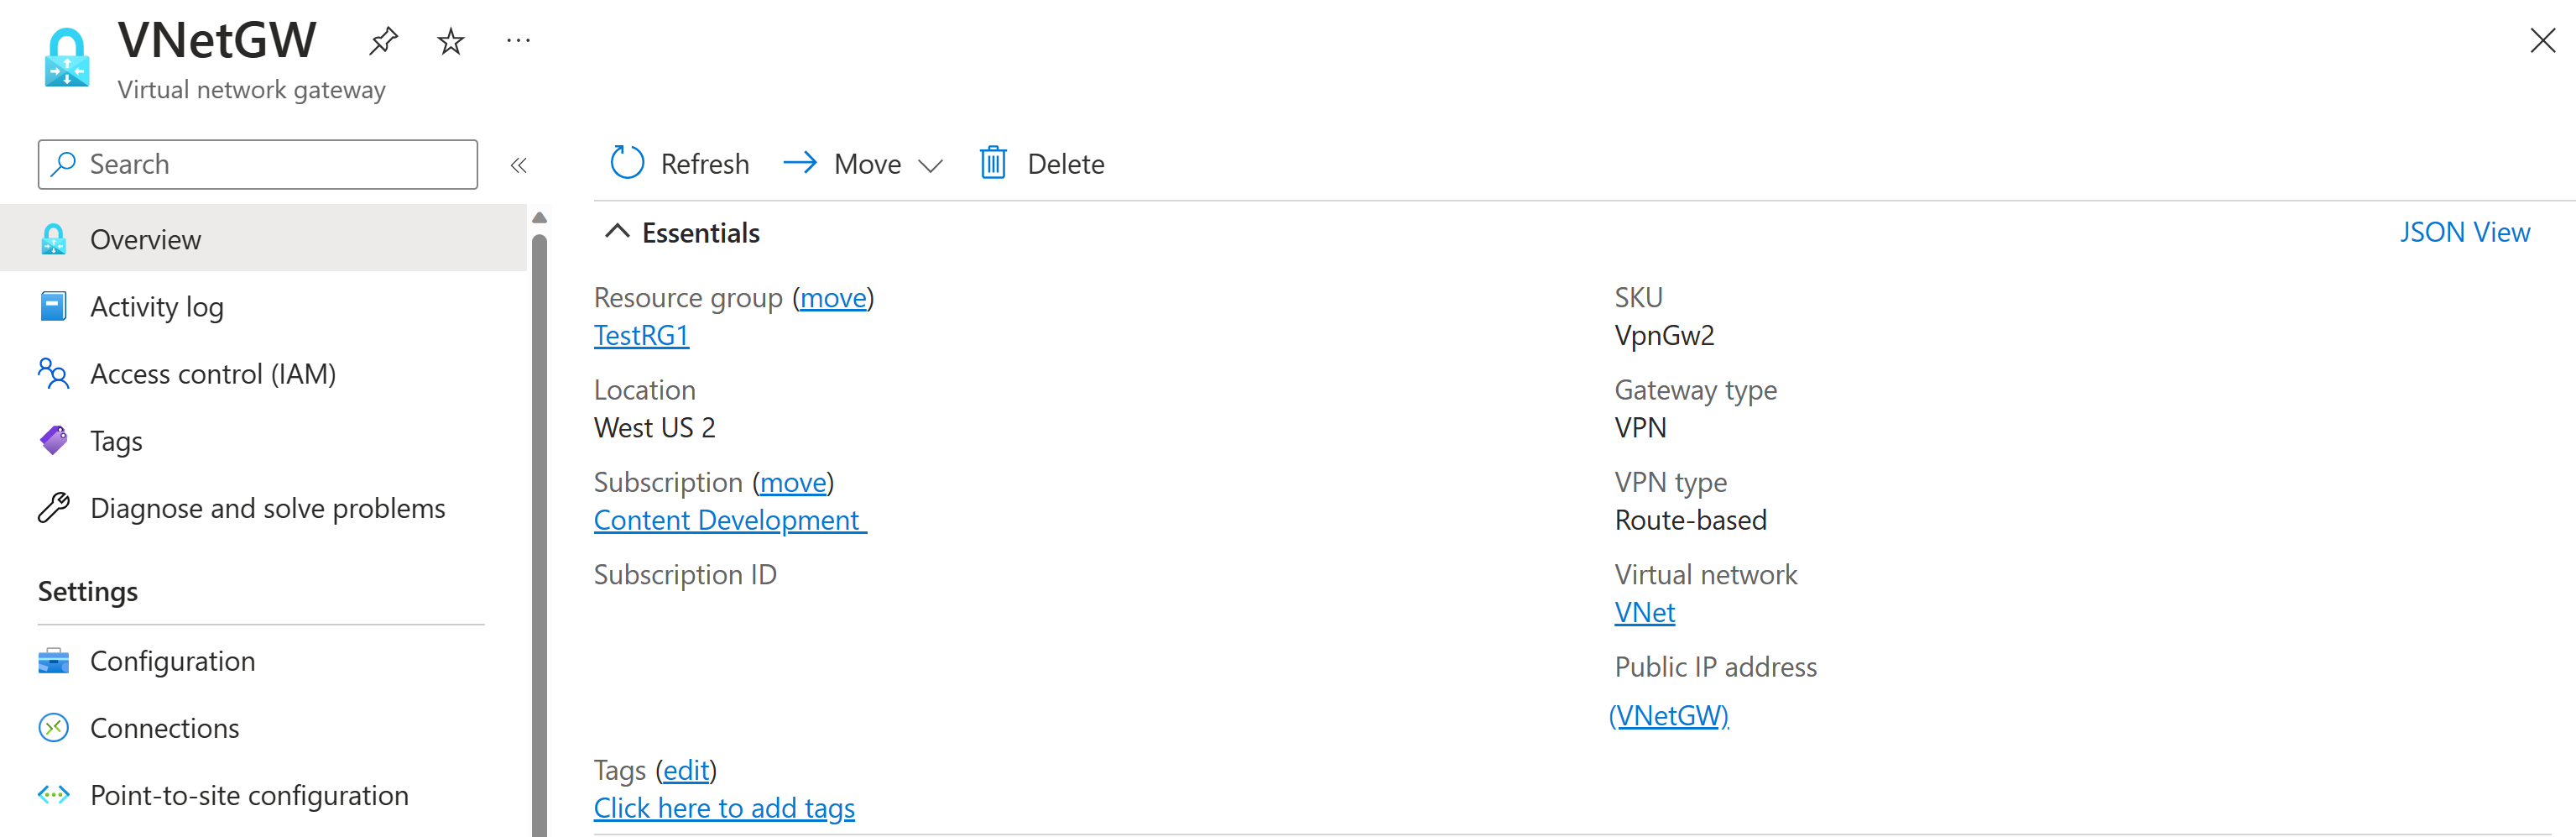 VNetGW
Virtual network gateway
Search
Overview
Activity log
Access control (IAM)
Tags
Diagnose and solve problems
Settings
Configuration
Connections
Point-to-site configuration
Refresh
Move
Delete
Essentials
JSON View
Resource group (move)
TestRG1
Location
West US 2
Subscription (move)
Content Development
Subscription ID
SKU
VpnGw2
Gateway type
VPN
VPN type
Route-based
Virtual network
VNet
Public IP address
(VNetGW)
Tags (edit)
Click here to add tags